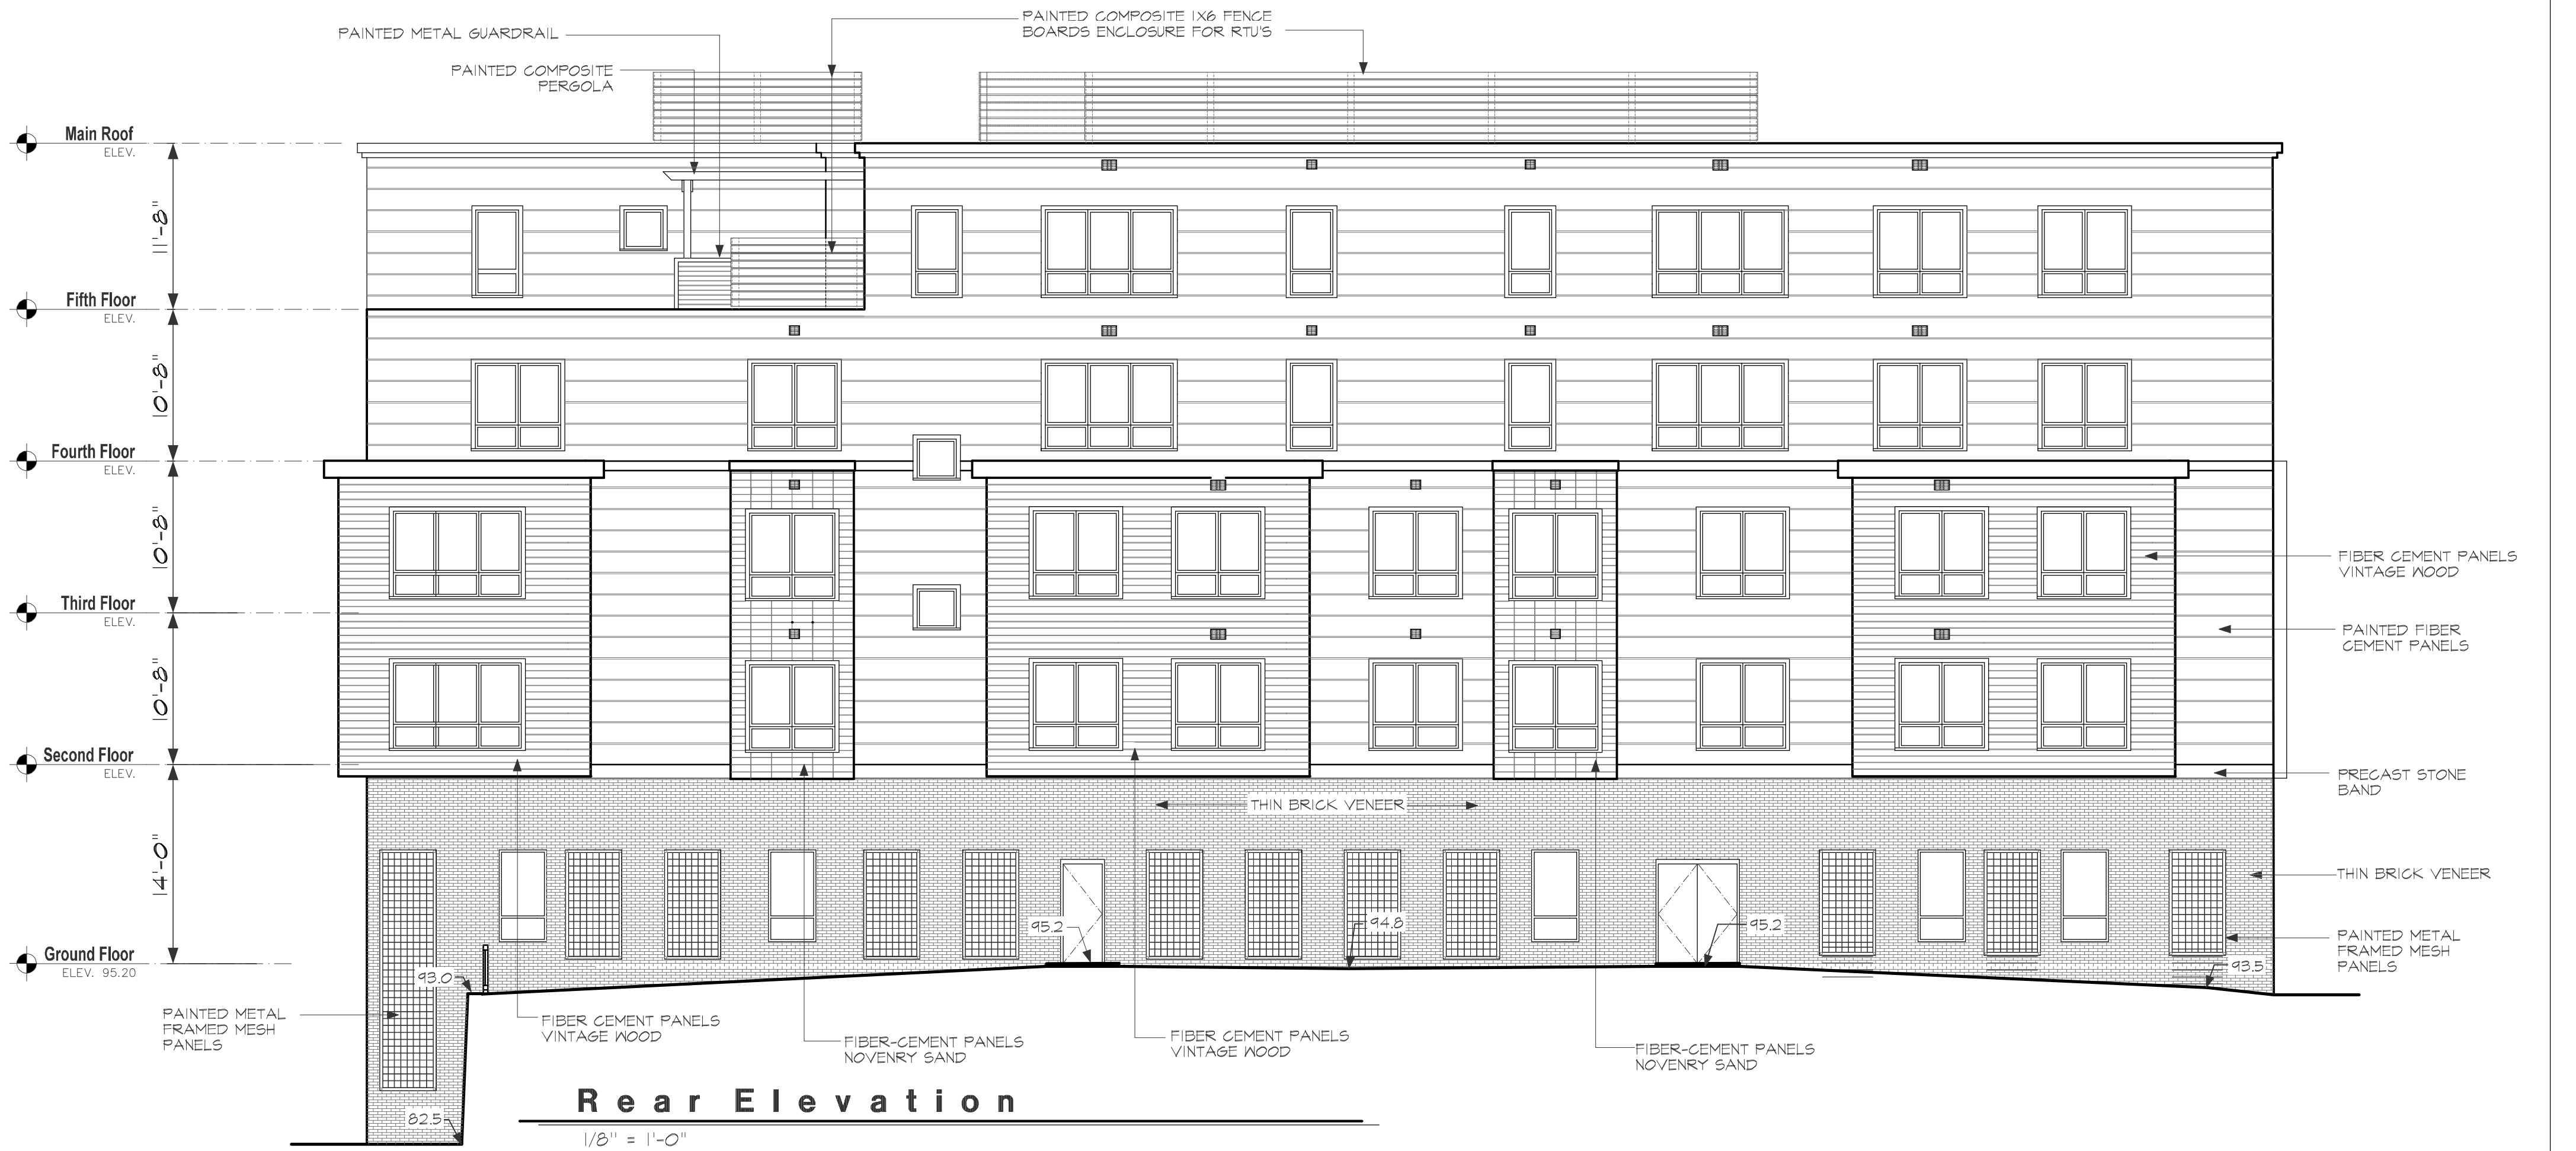 PAINTED COMPOSITE 1X6 FENCE
BOARDS ENCLOSURE FOR RTU'S
PAINTED METAL GUARDRAIL
PAINTED COMPOSITE
PERGOLA
Main Roof
ELEV.
11'-8"
Fifth Floor
ELEV.
10'-8"
Fourth Floor
ELEV.
10'-8"
Third Floor
ELEV.
10'-8"
Second Floor
ELEV.
14'-0"
Ground Floor
ELEV. 95.20
FIBER CEMENT PANELS
VINTAGE WOOD
PAINTED FIBER
CEMENT PANELS
PRECAST STONE
BAND
THIN BRICK VENEER
THIN BRICK VENEER
PAINTED METAL
FRAMED MESH
PANELS
95.2
94.8
95.2
93.5
93.0
82.5
PAINTED METAL
FRAMED MESH
PANELS
FIBER CEMENT PANELS
VINTAGE WOOD
FIBER-CEMENT PANELS
NOVENRY SAND
FIBER CEMENT PANELS
VINTAGE WOOD
FIBER-CEMENT PANELS
NOVENRY SAND
Rear Elevation
1/8" = 1'-0"